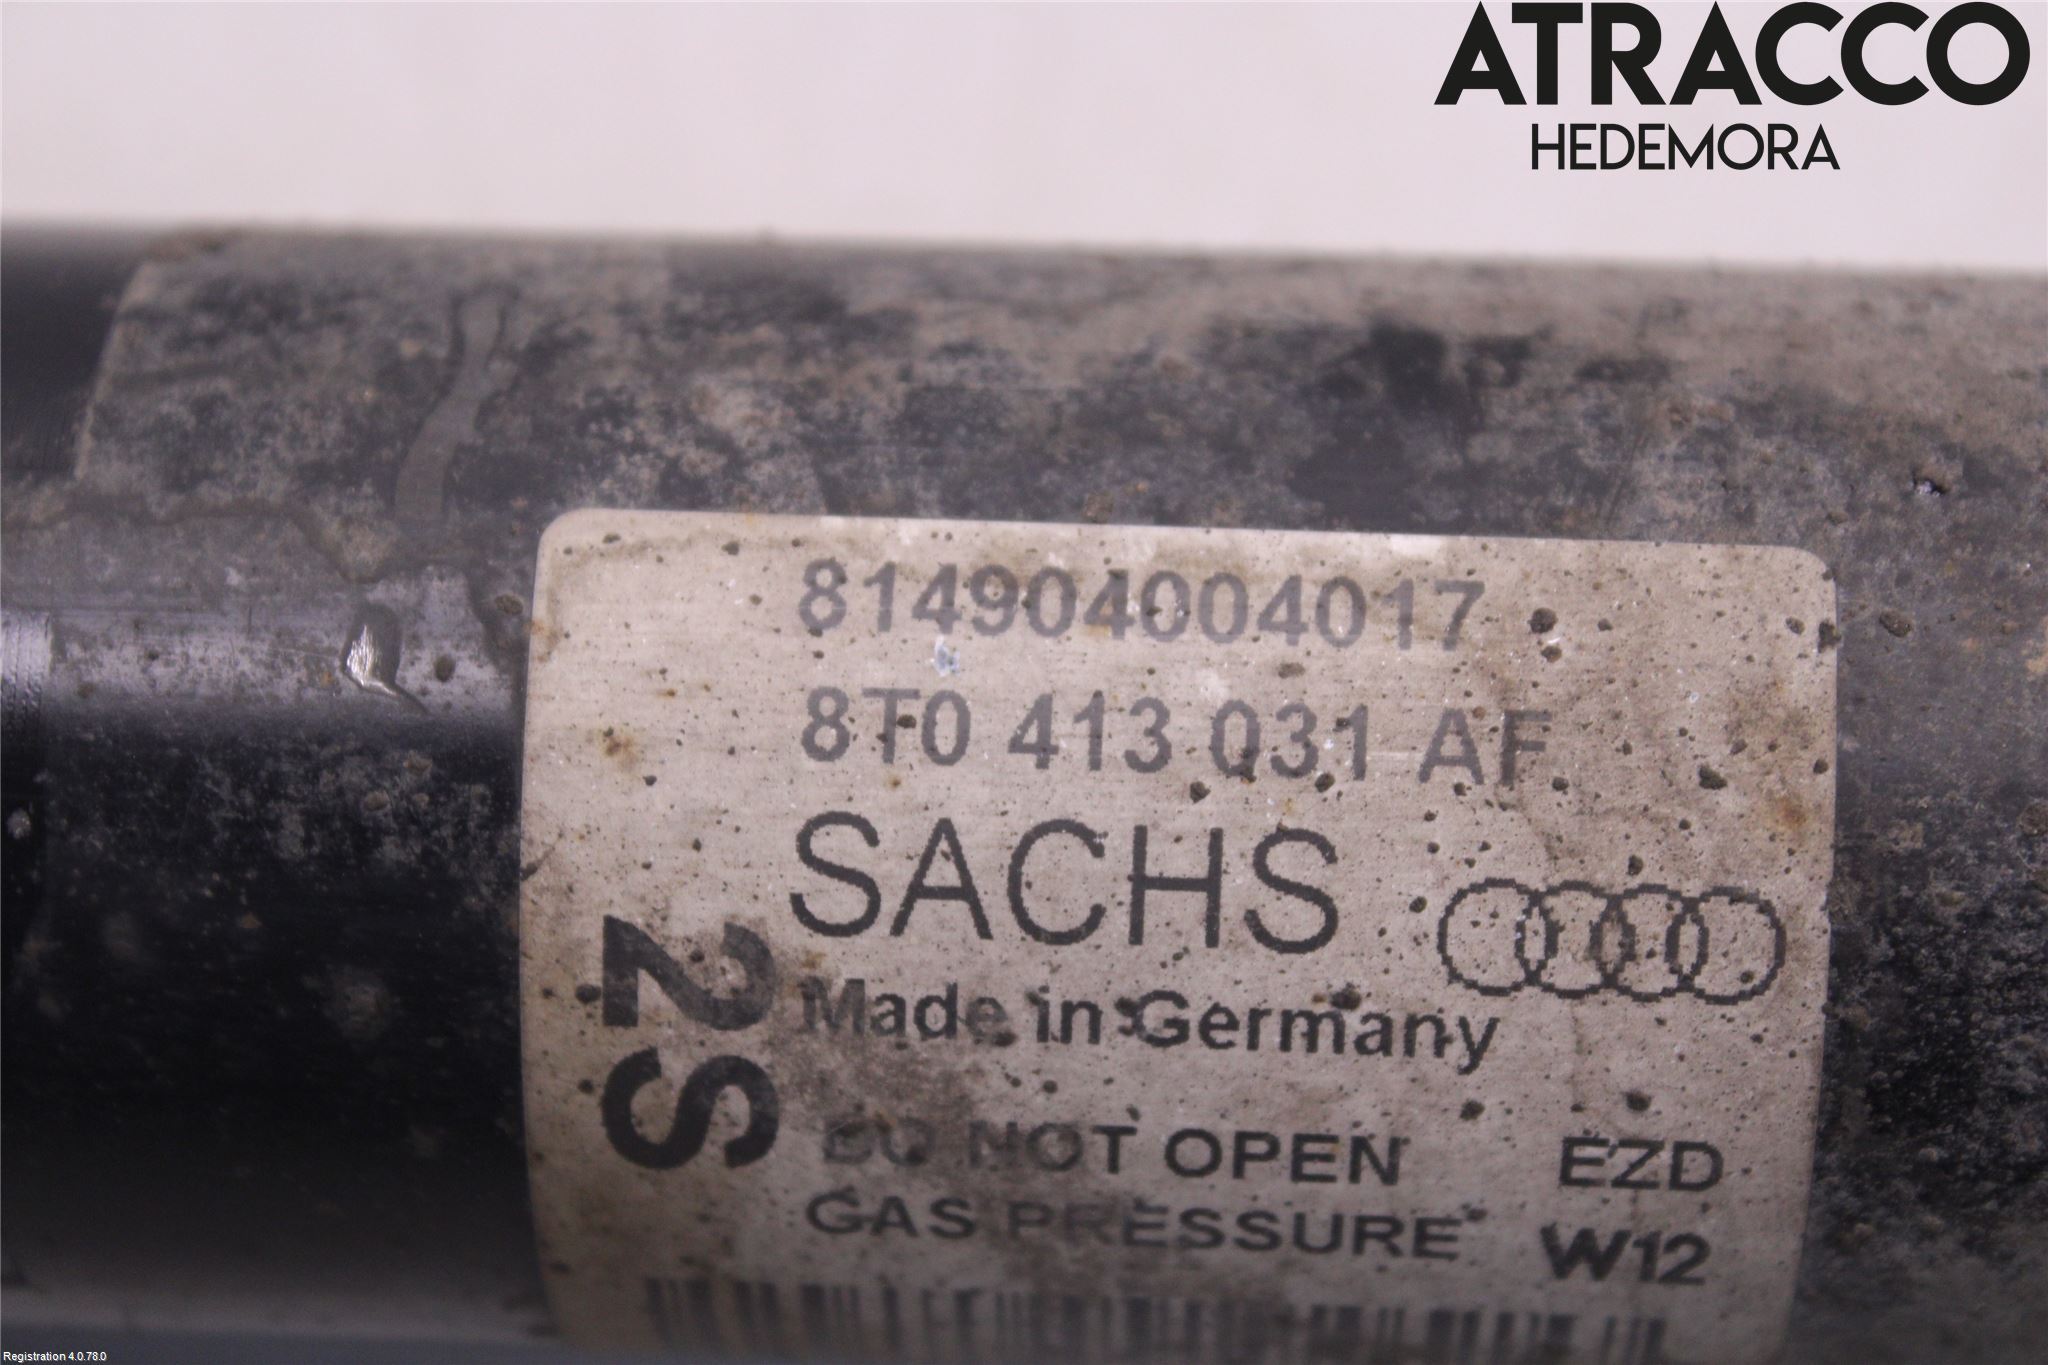 ATRACCO
HEDEMORA
814904004017
8T0 413 031 AF
SACHS
Made in Germany
2S
DO NOT OPEN EZD
GAS PRESSURE W12
Registration 4.0.78.0